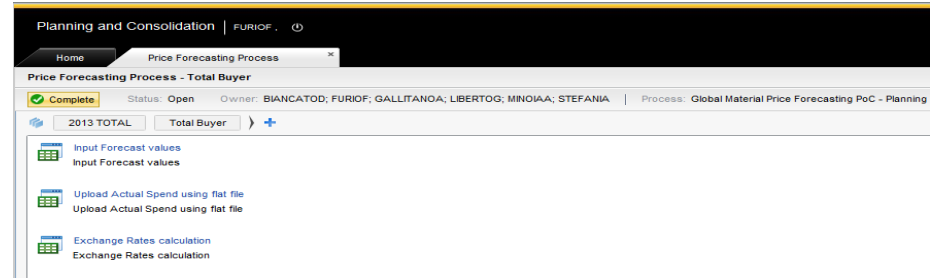 Planning and Consolidation | FURIOF .
Home Price Forecasting Process ×
Price Forecasting Process - Total Buyer
Complete Status: Open Owner: BIANCATOD; FURIOF; GALLITANOA; LIBERTOG; MINOIAA; STEFANIA | Process: Global Material Price Forecasting PoC - Planning
2013 TOTAL Total Buyer
Input Forecast values
Input Forecast values
Upload Actual Spend using flat file
Upload Actual Spend using flat file
Exchange Rates calculation
Exchange Rates calculation